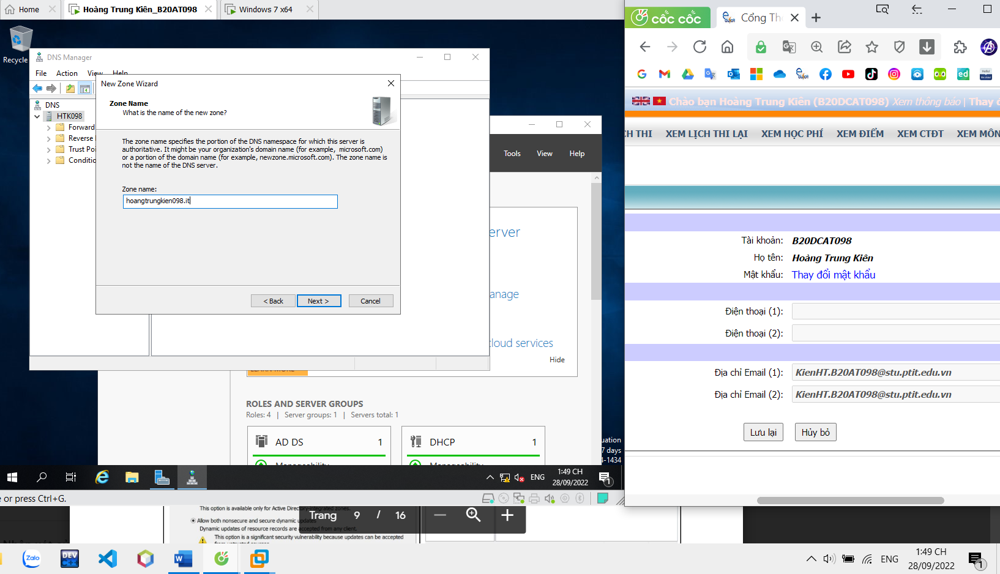 Home
Hoàng Trung Kiên_B20AT098
Windows 7 x64
Recycle
DNS Manager
File Action View Help
New Zone Wizard
Zone Name
What is the name of the new zone?
DNS
HTK098
Forward
Reverse
Trust Poi
Conditio
The zone name specifies the portion of the DNS namespace for which this server is
authoritative. It might be your organization's domain name (for example, microsoft.com)
or a portion of the domain name (for example, newzone.microsoft.com). The zone name is
not the name of the DNS server.
Zone name:
hoangtrungkien098.it
< Back Next > Cancel
Tools View Help
erver
anage
cloud services
Hide
LEARN MORE
ROLES AND SERVER GROUPS
Roles: 4 | Server groups: 1 | Servers total: 1
AD DS 1
Manageability
DHCP 1
Manageability
uation
7 days
4-1434
ENG
1:49 CH
28/09/2022
1
e or press Ctrl+G.
This option is available only for Active Directory-integrated zones.
Allow both nonsecure and secure dynamic updates
Dynamic updates of resource records are accepted from any client.
This option is a significant security vulnerability because updates can be accepted
from untrusted sources.
Trang 9 / 16
CỐC CỐC
Cổng Th
Chào bạn Hoàng Trung Kiên (B20DCAT098) Xem thông báo | Thay đ
CH THI XEM LỊCH THI LẠI XEM HỌC PHÍ XEM ĐIỂM XEM CTĐT XEM MÔN
Tài khoản: B20DCAT098
Họ tên: Hoàng Trung Kiên
Mật khẩu: Thay đổi mật khẩu
Điện thoại (1):
Điện thoại (2):
Địa chỉ Email (1): KienHT.B20AT098@stu.ptit.edu.vn
Địa chỉ Email (2): KienHT.B20AT098@stu.ptit.edu.vn
Lưu lại Hủy bỏ
Zalo
DEV
C++
ENG
1:49 CH
28/09/2022
1